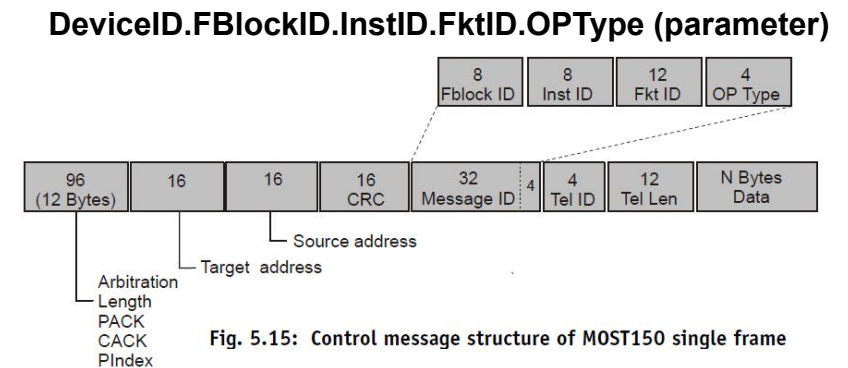 DeviceID.FBlockID.InstID.FktID.OPType (parameter)
8 8 12 4
Fblock ID Inst ID Fkt ID OP Type
96 16 16 16 32 4 4 12 N Bytes
(12 Bytes) CRC Message ID Tel ID Tel Len Data
Source address
Target address
Arbitration
Length
PACK
CACK
PIndex
Fig. 5.15: Control message structure of MOST150 single frame